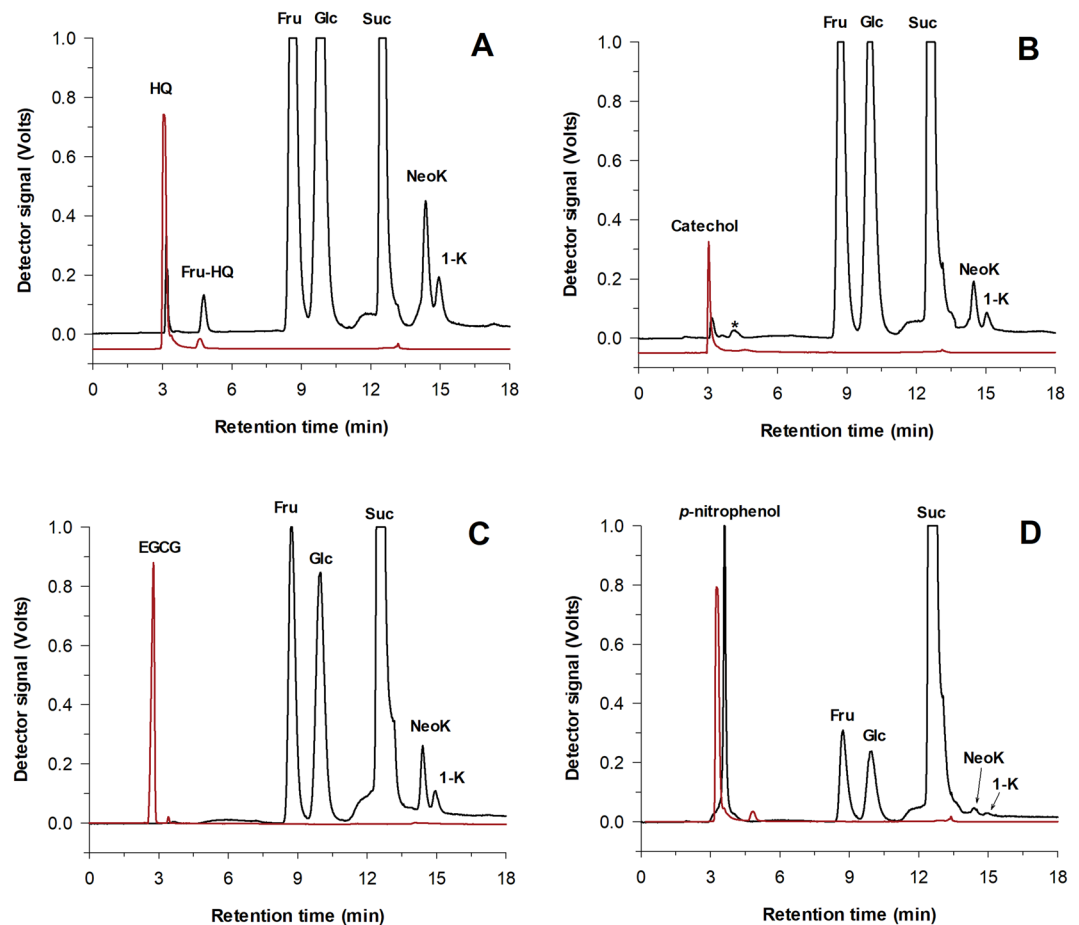 Fru Glc Suc
A
1.0
HQ
0.8
0.6
NeoK
0.4
1-K
Fru-HQ
0.2
0.0
0 3 6 9 12 15 18
Detector signal (Volts)
Retention time (min)
Fru Glc Suc
B
1.0
0.8
0.6
0.4
Catechol
NeoK
1-K
0.2
*
0.0
0 3 6 9 12 15 18
Detector signal (Volts)
Retention time (min)
Fru Suc
C
1.0
EGCG
Glc
0.8
0.6
0.4
NeoK
1-K
0.2
0.0
0 3 6 9 12 15 18
Detector signal (Volts)
Retention time (min)
p-nitrophenol Suc
D
1.0
0.8
0.6
0.4
Fru
Glc
NeoK
0.2
1-K
0.0
0 3 6 9 12 15 18
Detector signal (Volts)
Retention time (min)